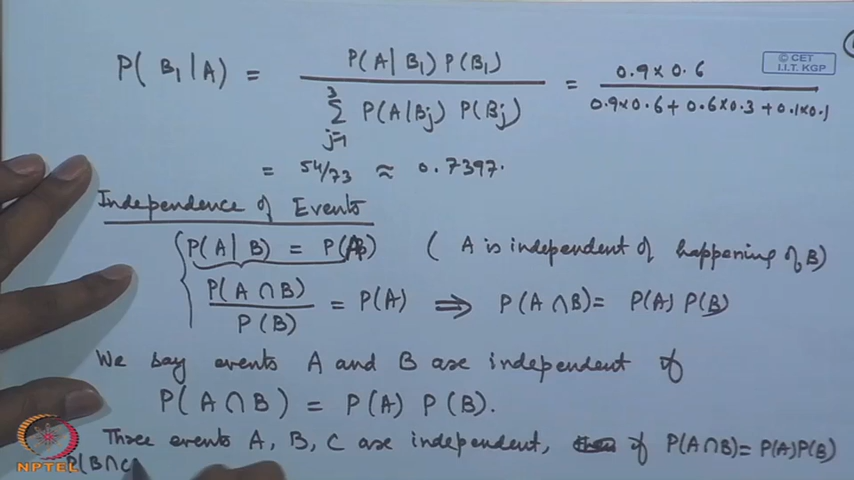 P( B₁ | A) = P(A | B₁) P(B₁) / ∑_{j=1}^{3} P(A|Bj) P(Bj) = 0.9×0.6 / 0.9×0.6 + 0.6×0.3 + 0.1×0.1
© CET
I.I.T. KGP
= 54/73 ≈ 0.7397.
Independence of Events
P(A | B) = P(A) ( A is independent of happening of B)
P(A ∩ B) / P(B) = P(A) ⟹ P(A ∩ B) = P(A) P(B)
We say events A and B are independent of
P( A ∩ B ) = P(A) P(B).
Three events A, B, C are independent, if P(A∩B) = P(A)P(B)
P(B∩C
NPTEL